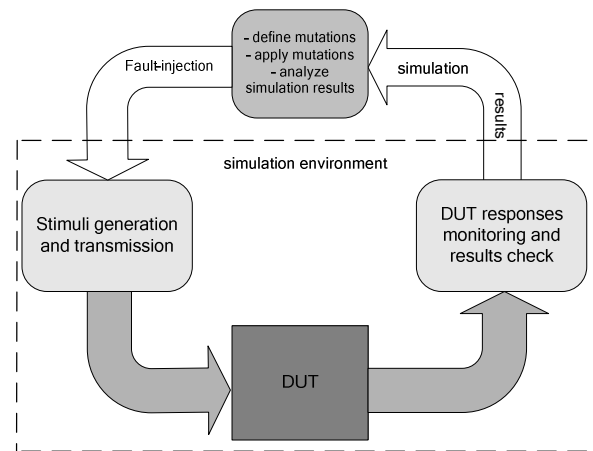 - define mutations
- apply mutations
- analyze
simulation results
Fault-injection
simulation
results
simulation environment
Stimuli generation
and transmission
DUT responses
monitoring and
results check
DUT